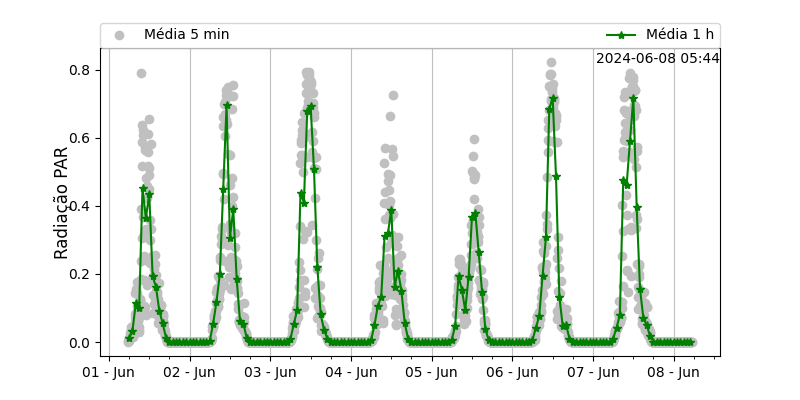 Média 5 min
Média 1 h
2024-06-08 05:44
Radiação PAR
0.8
0.6
0.4
0.2
0.0
01 - Jun
02 - Jun
03 - Jun
04 - Jun
05 - Jun
06 - Jun
07 - Jun
08 - Jun